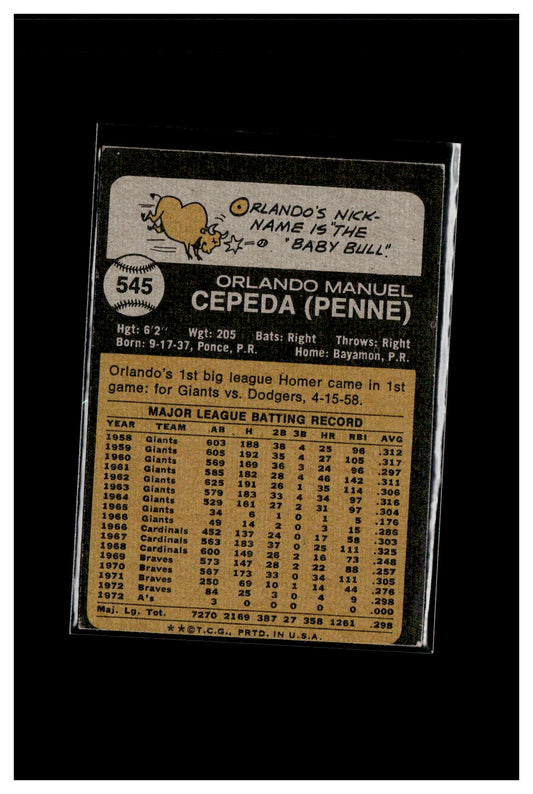 ORLANDO'S NICK-
NAME IS "THE
"BABY BULL".
545
ORLANDO MANUEL
CEPEDA (PENNE)
Hgt: 6'2" Wgt: 205 Bats: Right Throws: Right
Born: 9-17-37, Ponce, P.R. Home: Bayamon, P.R.
Orlando's 1st big league Homer came in 1st
game: for Giants vs. Dodgers, 4-15-58.
MAJOR LEAGUE BATTING RECORD
YEAR TEAM AB H 2B 3B HR RBI AVG
1958 Giants 603 188 38 4 25 96 .312
1959 Giants 605 192 35 4 27 105 .317
1960 Giants 569 169 36 3 24 96 .297
1961 Giants 585 182 28 4 46 142 .311
1962 Giants 625 191 26 1 35 114 .306
1963 Giants 579 183 33 4 34 97 .316
1964 Giants 529 161 27 2 31 97 .304
1965 Giants 34 6 1 0 1 5 .176
1966 Giants 49 14 2 0 3 15 .286
1966 Cardinals 452 137 24 0 17 58 .303
1967 Cardinals 563 183 37 0 25 111 .325
1968 Cardinals 600 149 26 2 16 73 .248
1969 Braves 573 147 28 2 22 88 .257
1970 Braves 567 173 33 0 34 111 .305
1971 Braves 250 69 10 1 14 44 .276
1972 Braves 84 25 3 0 4 9 .298
1972 A's 3 0 0 0 0 0 .000
Maj. Lg. Tot. 7270 2169 387 27 358 1261 .298
**©T.C.G., PRTD. IN U.S.A.